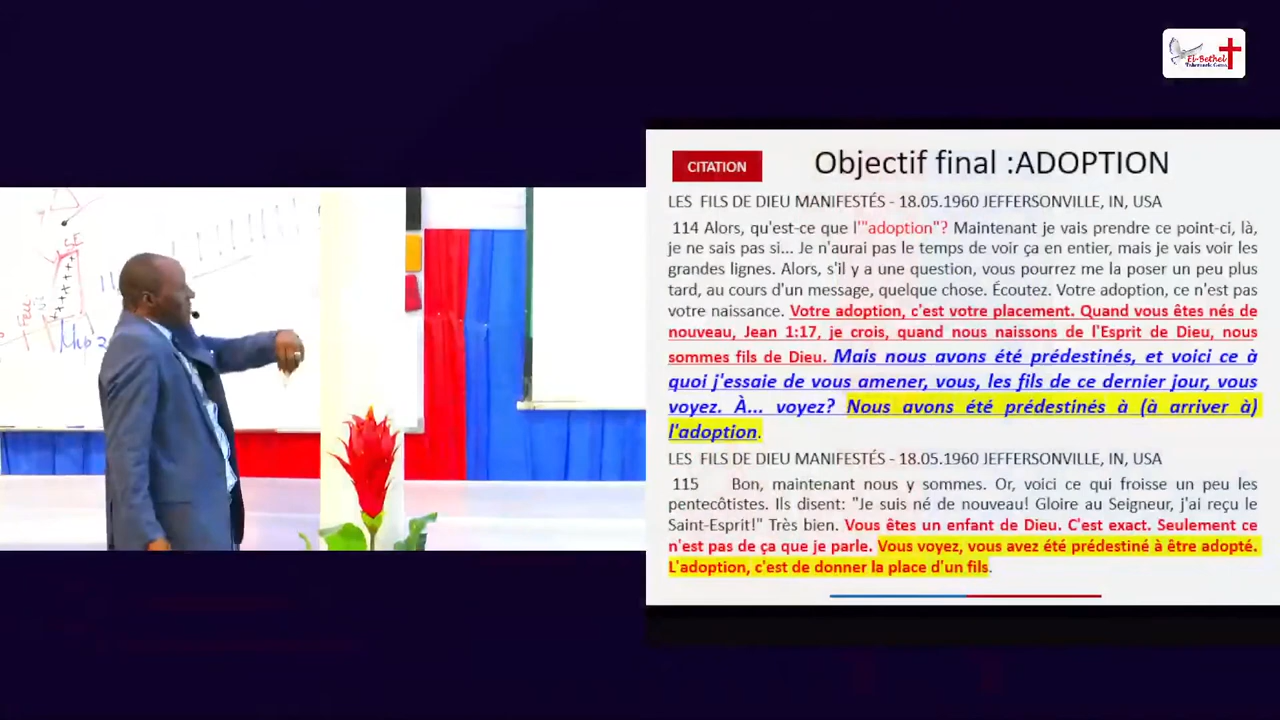 El-Bethel
CITATION
Objectif final :ADOPTION
LES FILS DE DIEU MANIFESTÉS - 18.05.1960 JEFFERSONVILLE, IN, USA
114 Alors, qu'est-ce que l'"adoption"? Maintenant je vais prendre ce point-ci, là,
je ne sais pas si... Je n'aurai pas le temps de voir ça en entier, mais je vais voir les
grandes lignes. Alors, s'il y a une question, vous pourrez me la poser un peu plus
tard, au cours d'un message, quelque chose. Écoutez. Votre adoption, ce n'est pas
votre naissance. Votre adoption, c'est votre placement. Quand vous êtes nés de
nouveau, Jean 1:17, je crois, quand nous naissons de l'Esprit de Dieu, nous
sommes fils de Dieu. Mais nous avons été prédestinés, et voici ce à
quoi j'essaie de vous amener, vous, les fils de ce dernier jour, vous
voyez. À... voyez? Nous avons été prédestinés à (à arriver à)
l'adoption.
LES FILS DE DIEU MANIFESTÉS - 18.05.1960 JEFFERSONVILLE, IN, USA
115 Bon, maintenant nous y sommes. Or, voici ce qui froisse un peu les
pentecôtistes. Ils disent: "Je suis né de nouveau! Gloire au Seigneur, j'ai reçu le
Saint-Esprit!" Très bien. Vous êtes un enfant de Dieu. C'est exact. Seulement ce
n'est pas de ça que je parle. Vous voyez, vous avez été prédestiné à être adopté.
L'adoption, c'est de donner la place d'un fils.